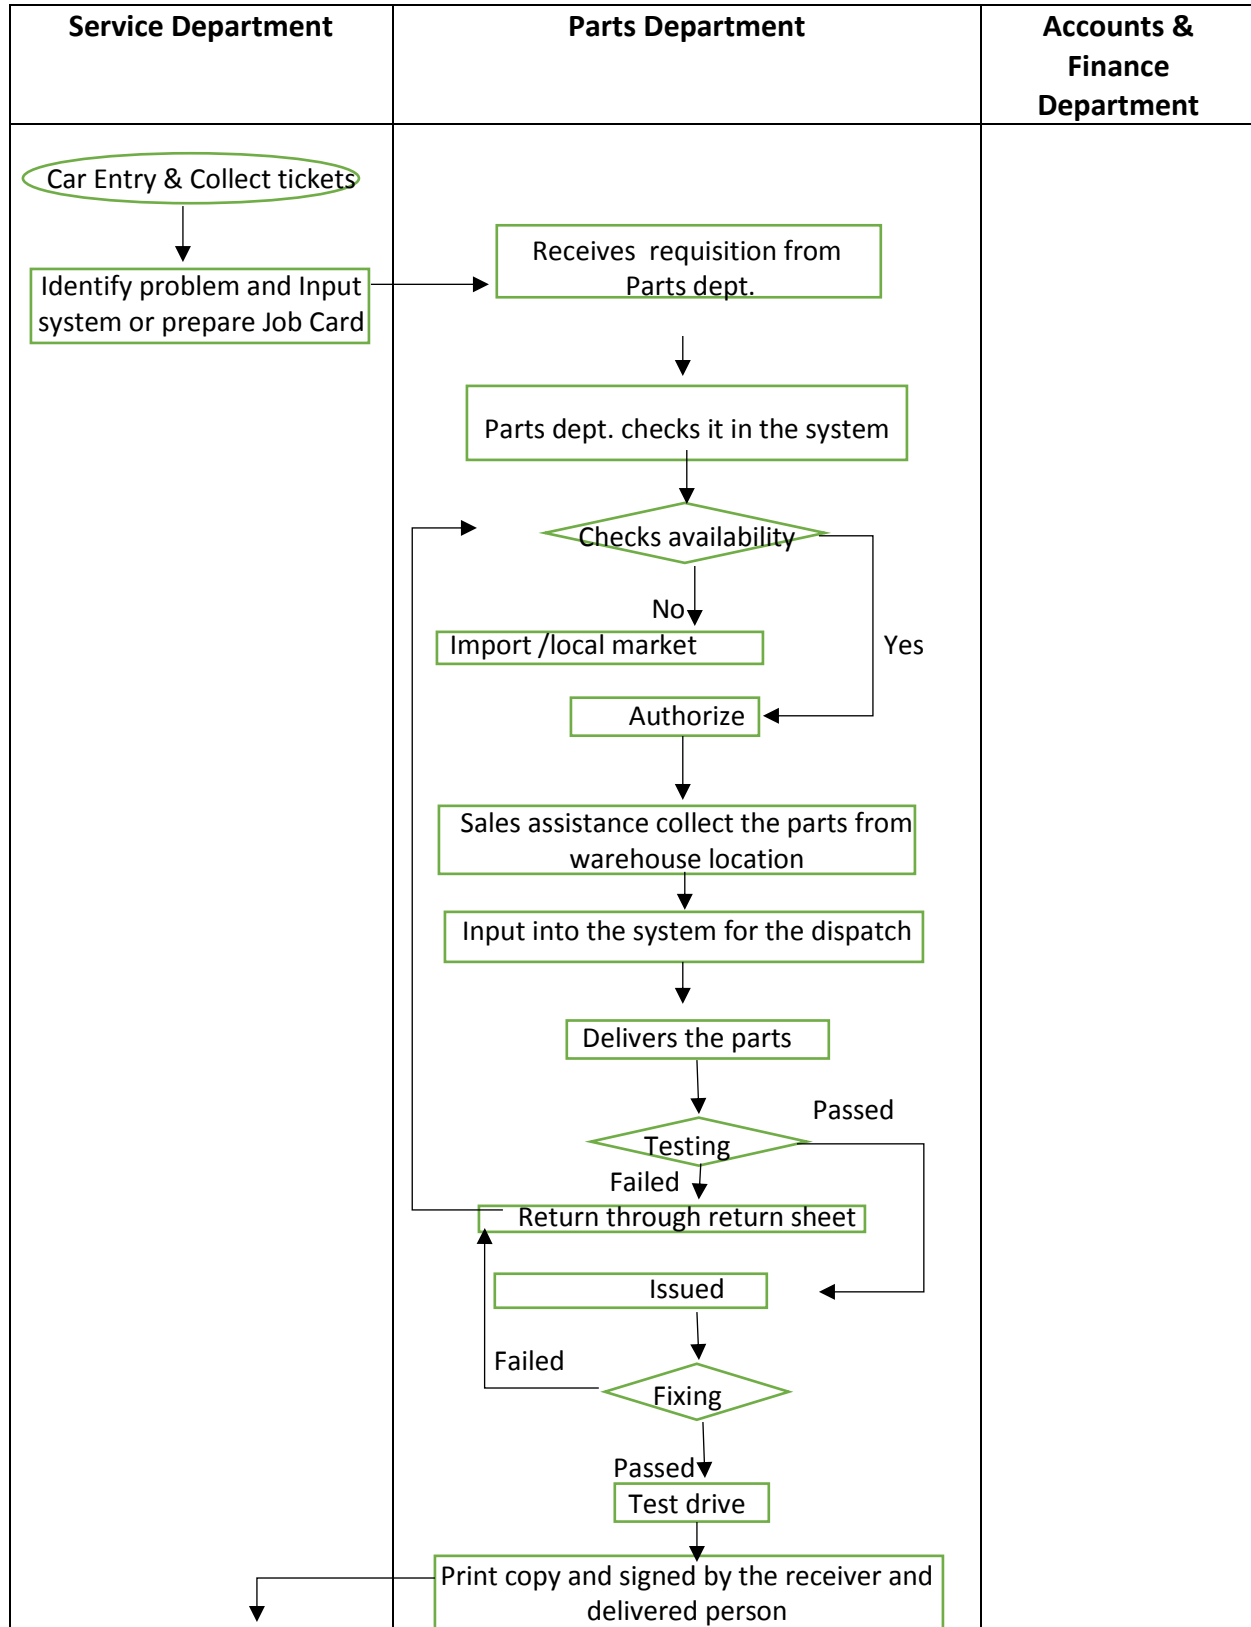 Service Department
Parts Department
Accounts &
Finance
Department
Car Entry & Collect tickets
Identify problem and Input
system or prepare Job Card
Receives requisition from
Parts dept.
Parts dept. checks it in the system
Checks availability
No
Yes
Import /local market
Authorize
Sales assistance collect the parts from
warehouse location
Input into the system for the dispatch
Delivers the parts
Passed
Testing
Failed
Return through return sheet
Issued
Failed
Fixing
Passed
Test drive
Print copy and signed by the receiver and
delivered person